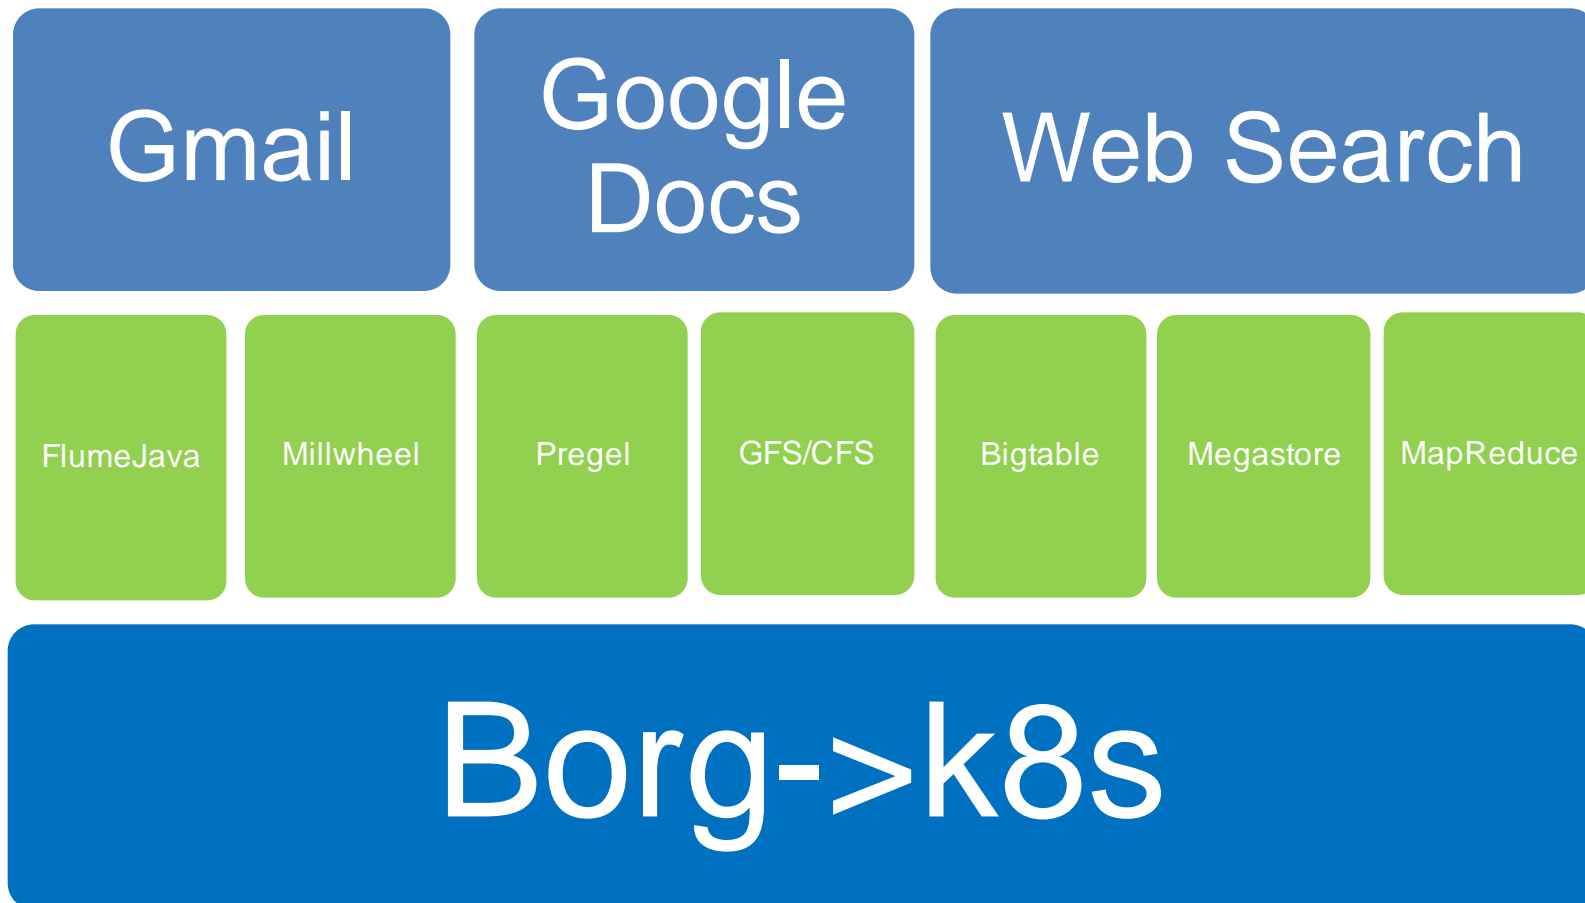 Gmail
Google
Docs
Web Search
FlumeJava
Millwheel
Pregel
GFS/CFS
Bigtable
Megastore
MapReduce
Borg->k8s